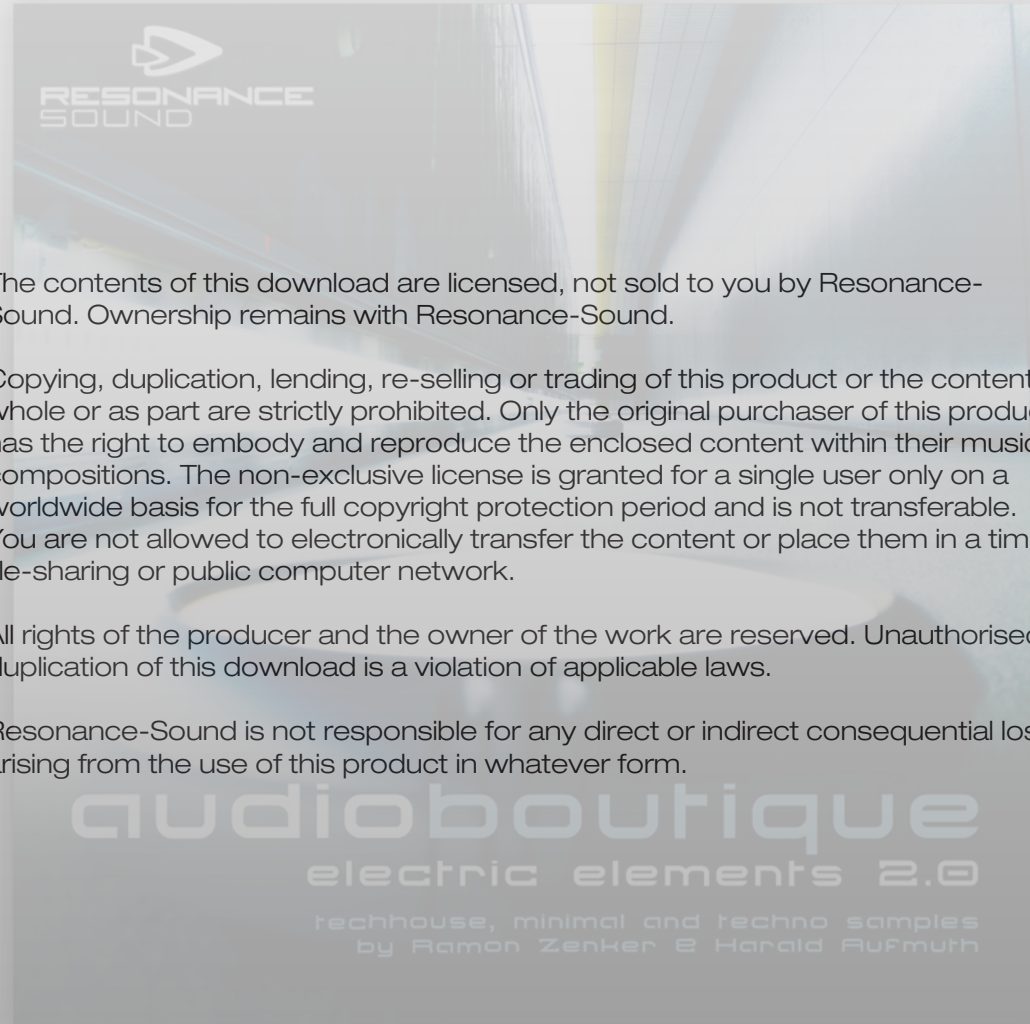 RESONANCE
SOUND
The contents of this download are licensed, not sold to you by Resonance-
Sound. Ownership remains with Resonance-Sound.
Copying, duplication, lending, re-selling or trading of this product or the content
whole or as part are strictly prohibited. Only the original purchaser of this
has the right to embody and reproduce the enclosed content within their
compositions. The non-exclusive license is granted for a single user only on a
worldwide basis for the full copyright protection period and is not transferable.
You are not allowed to electronically transfer the content or place them in a
le-sharing or public computer network.
All rights of the producer and the owner of the work are reserved. Unauthorised
duplication of this download is a violation of applicable laws.
Resonance-Sound is not responsible for any direct or indirect consequential
arising from the use of this product in whatever form.
audioboutique
electric elements 2.0
techhouse, minimal and techno samples
by Ramon Zenker & Harald Aufmuth